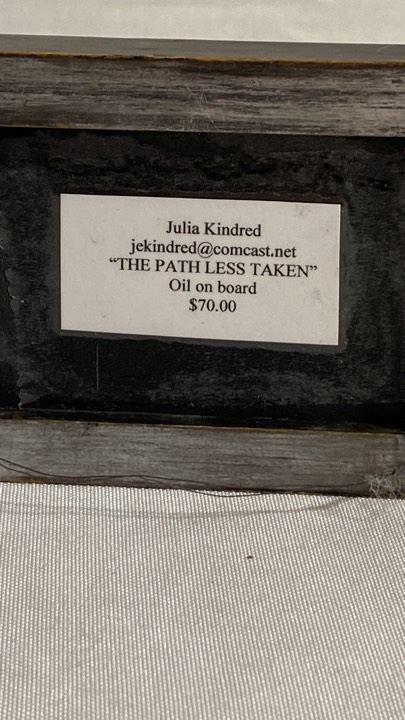 Julia Kindred
jekindred@comcast.net
“THE PATH LESS TAKEN”
Oil on board
$70.00